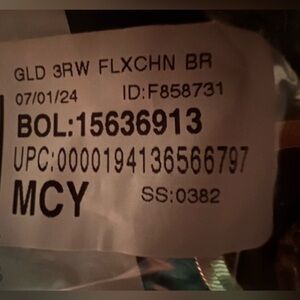 GLD 3RW FLXCHN BR
07/01/24 ID:F858731
BOL:15636913
UPC:0000194136566797
MCY SS:0382